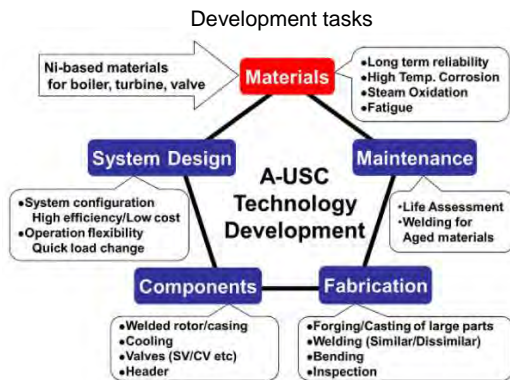 Development tasks
Ni-based materials
for boiler, turbine, valve
Materials
●Long term reliability
●High Temp. Corrosion
●Steam Oxidation
●Fatigue
System Design
Maintenance
A-USC
Technology
Development
●System configuration
High efficiency/Low cost
●Operation flexibility
Quick load change
•Life Assessment
•Welding for
Aged materials
Components
Fabrication
●Welded rotor/casing
●Cooling
●Valves (SV/CV etc)
●Header
●Forging/Casting of large parts
●Welding (Similar/Dissimilar)
●Bending
●Inspection